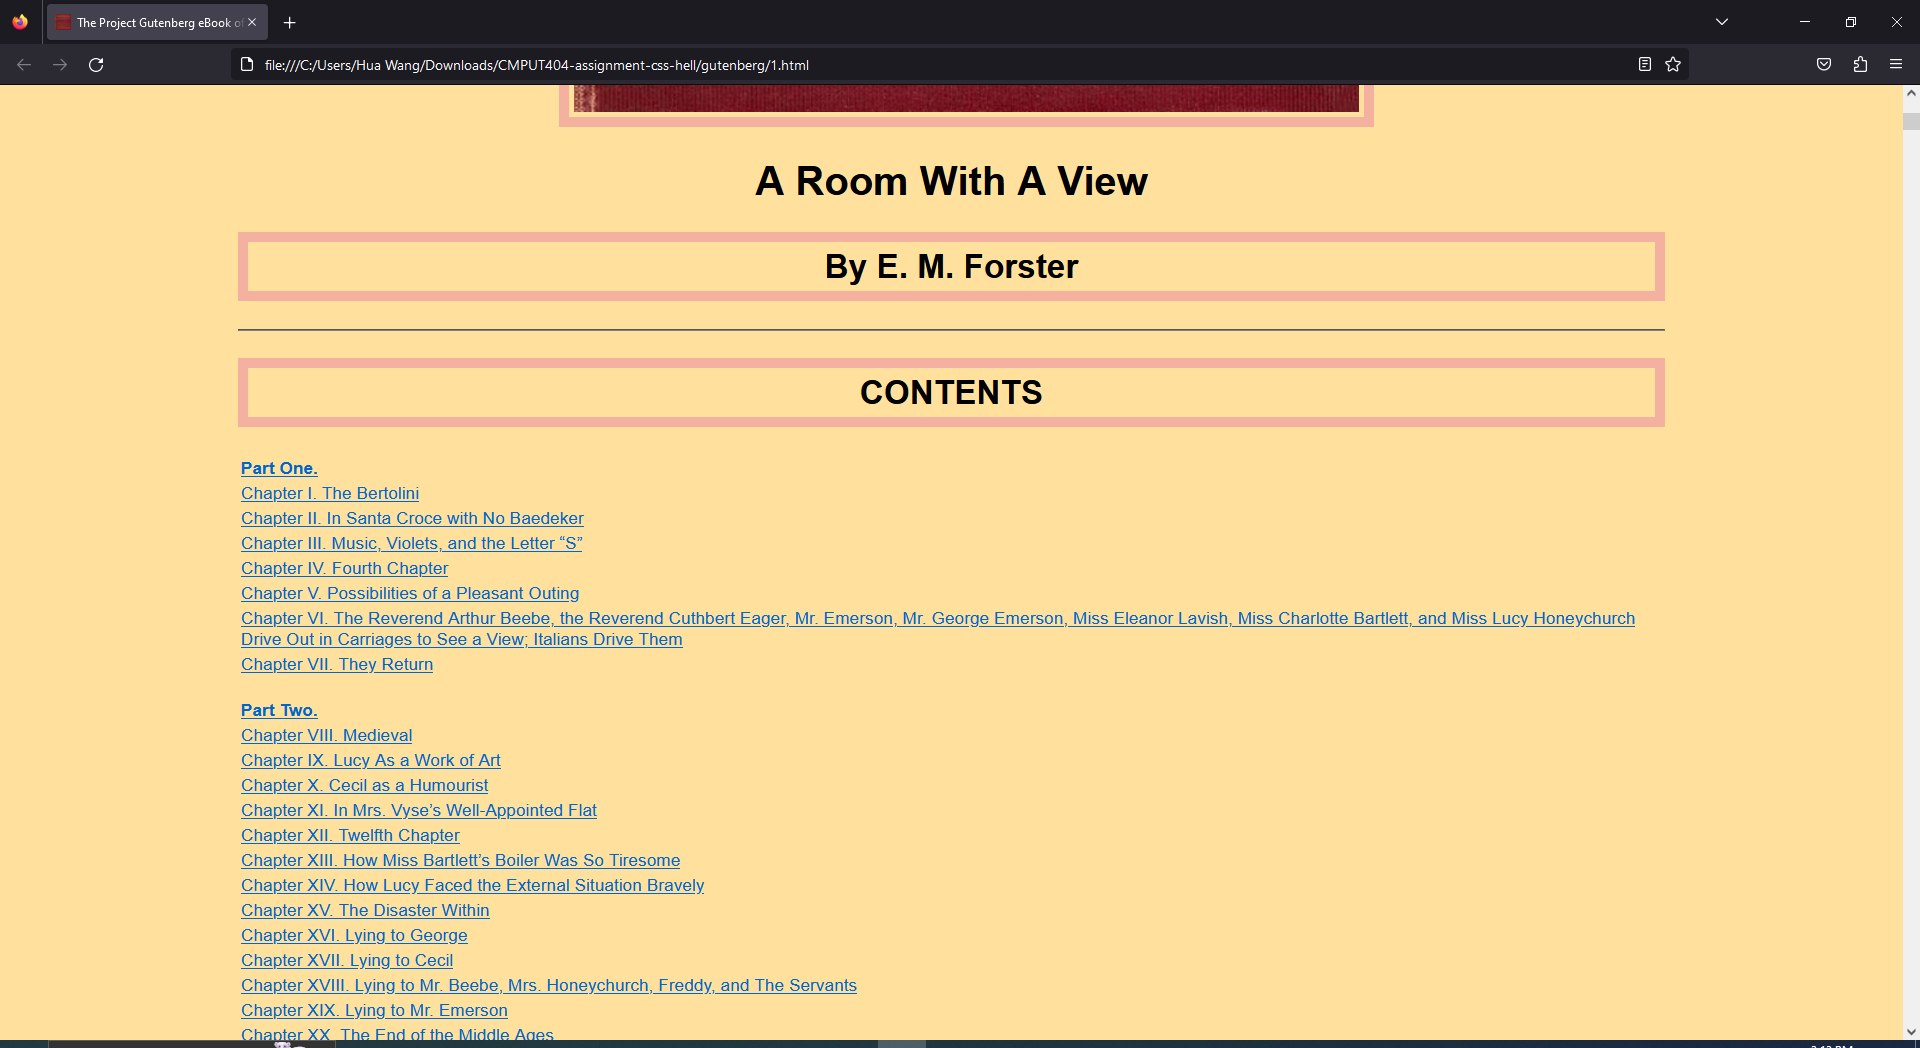 The Project Gutenberg eBook of
file:///C:/Users/Hua Wang/Downloads/CMPUT404-assignment-css-hell/gutenberg/1.html
A Room With A View
By E. M. Forster
CONTENTS
Part One.
Chapter I. The Bertolini
Chapter II. In Santa Croce with No Baedeker
Chapter III. Music, Violets, and the Letter “S”
Chapter IV. Fourth Chapter
Chapter V. Possibilities of a Pleasant Outing
Chapter VI. The Reverend Arthur Beebe, the Reverend Cuthbert Eager, Mr. Emerson, Mr. George Emerson, Miss Eleanor Lavish, Miss Charlotte Bartlett, and Miss Lucy Honeychurch
Drive Out in Carriages to See a View; Italians Drive Them
Chapter VII. They Return
Part Two.
Chapter VIII. Medieval
Chapter IX. Lucy As a Work of Art
Chapter X. Cecil as a Humourist
Chapter XI. In Mrs. Vyse’s Well-Appointed Flat
Chapter XII. Twelfth Chapter
Chapter XIII. How Miss Bartlett’s Boiler Was So Tiresome
Chapter XIV. How Lucy Faced the External Situation Bravely
Chapter XV. The Disaster Within
Chapter XVI. Lying to George
Chapter XVII. Lying to Cecil
Chapter XVIII. Lying to Mr. Beebe, Mrs. Honeychurch, Freddy, and The Servants
Chapter XIX. Lying to Mr. Emerson
Chapter XX. The End of the Middle Ages